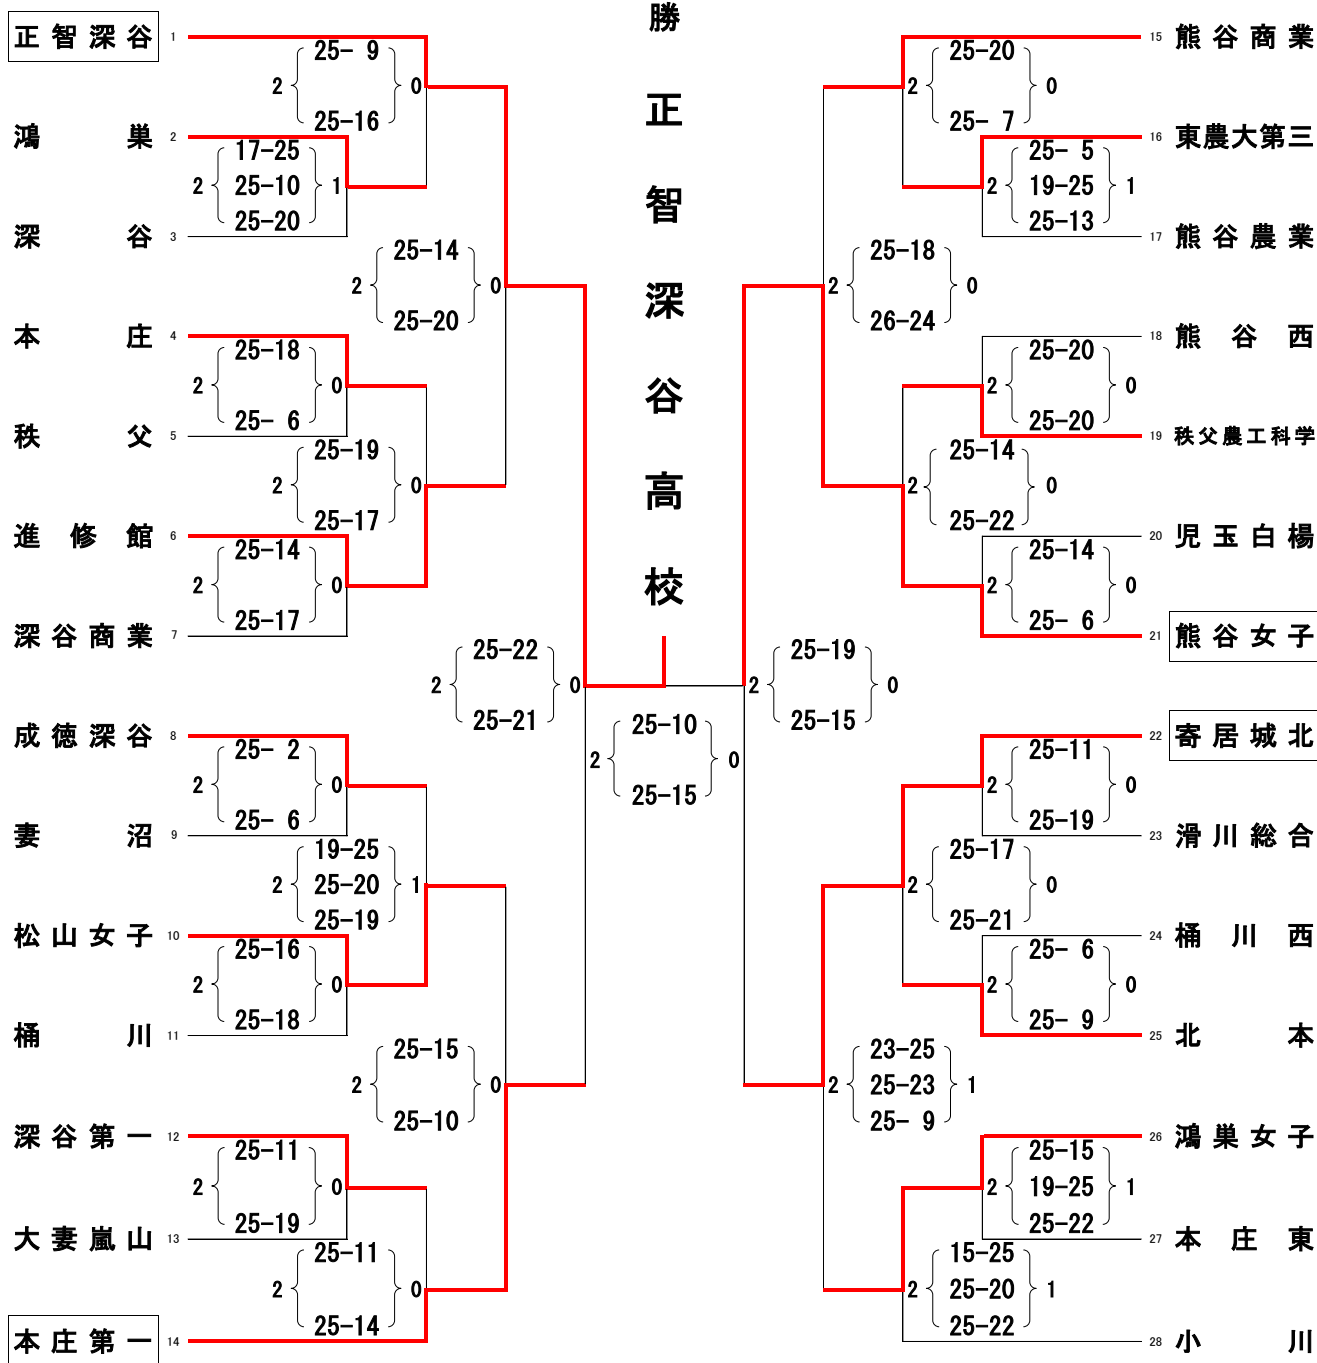 勝 正智深谷高校
正智深谷 1
25- 9
2 0
25-16
鴻巣 2
17-25
2 25-10 1
25-20
深谷 3
25-14
2 0
25-20
本庄 4
25-18
2 0
25- 6
秩父 5
25-19
2 0
25-17
進修館 6
25-14
2 0
25-17
深谷商業 7
25-22
2 0
25-21
成徳深谷 8
25- 2
2 0
25- 6
妻沼 9
19-25
2 25-20 1
25-19
松山女子 10
25-16
2 0
25-18
桶川 11
25-15
2 0
25-10
深谷第一 12
25-11
2 0
25-19
大妻嵐山 13
25-11
2 0
25-14
本庄第一 14
25-10
2 0
25-15
15 熊谷商業
25-20
2 0
25- 7
16 東農大第三
25- 5
2 19-25 1
25-13
17 熊谷農業
25-18
2 0
26-24
18 熊谷西
25-20
2 0
25-20
19 秩父農工科学
25-14
2 0
25-22
20 児玉白楊
25-14
2 0
25- 6
21 熊谷女子
25-19
2 0
25-15
22 寄居城北
25-11
2 0
25-19
23 滑川総合
25-17
2 0
25-21
24 桶川西
25- 6
2 0
25- 9
25 北本
23-25
2 25-23 1
25- 9
26 鴻巣女子
25-15
2 19-25 1
25-22
27 本庄東
15-25
2 25-20 1
25-22
28 小川